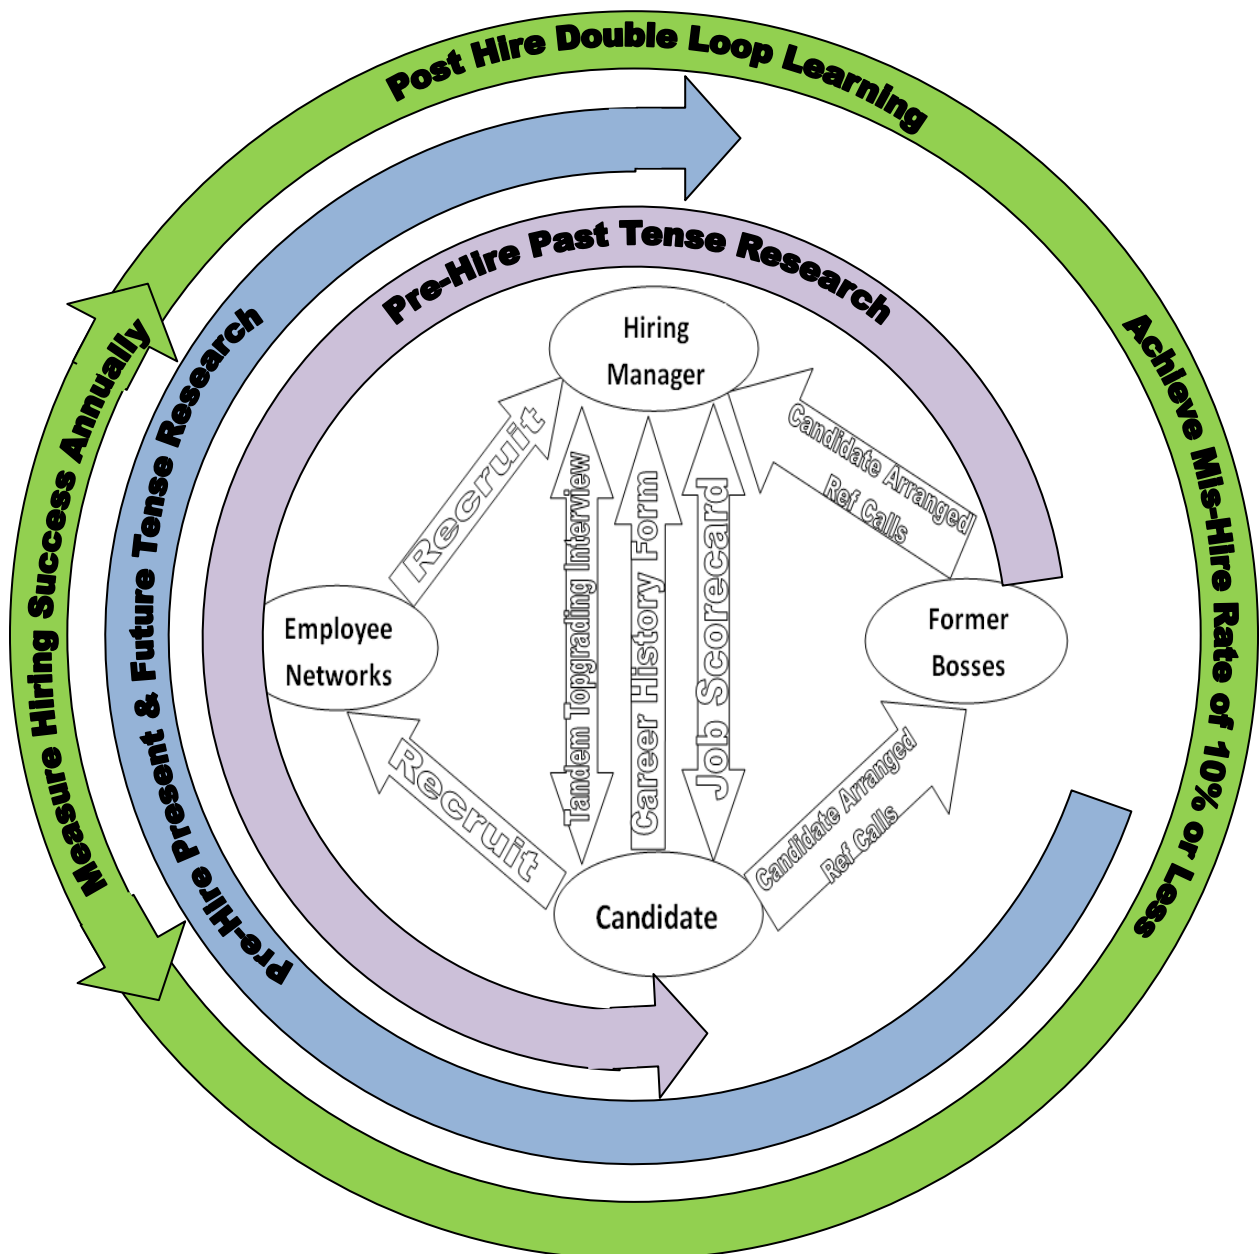 Post Hire Double Loop Learning
Achieve Mis-Hire Rate of 10% or Less
Measure Hiring Success Annually
Pre-Hire Present & Future Tense Research
Pre-Hire Past Tense Research
Hiring
Manager
Recruit
Tandem Topgrading Interview
Career History Form
Job Scorecard
Candidate Arranged
Ref Calls
Employee
Networks
Former
Bosses
Recruit
Candidate Arranged
Ref Calls
Candidate